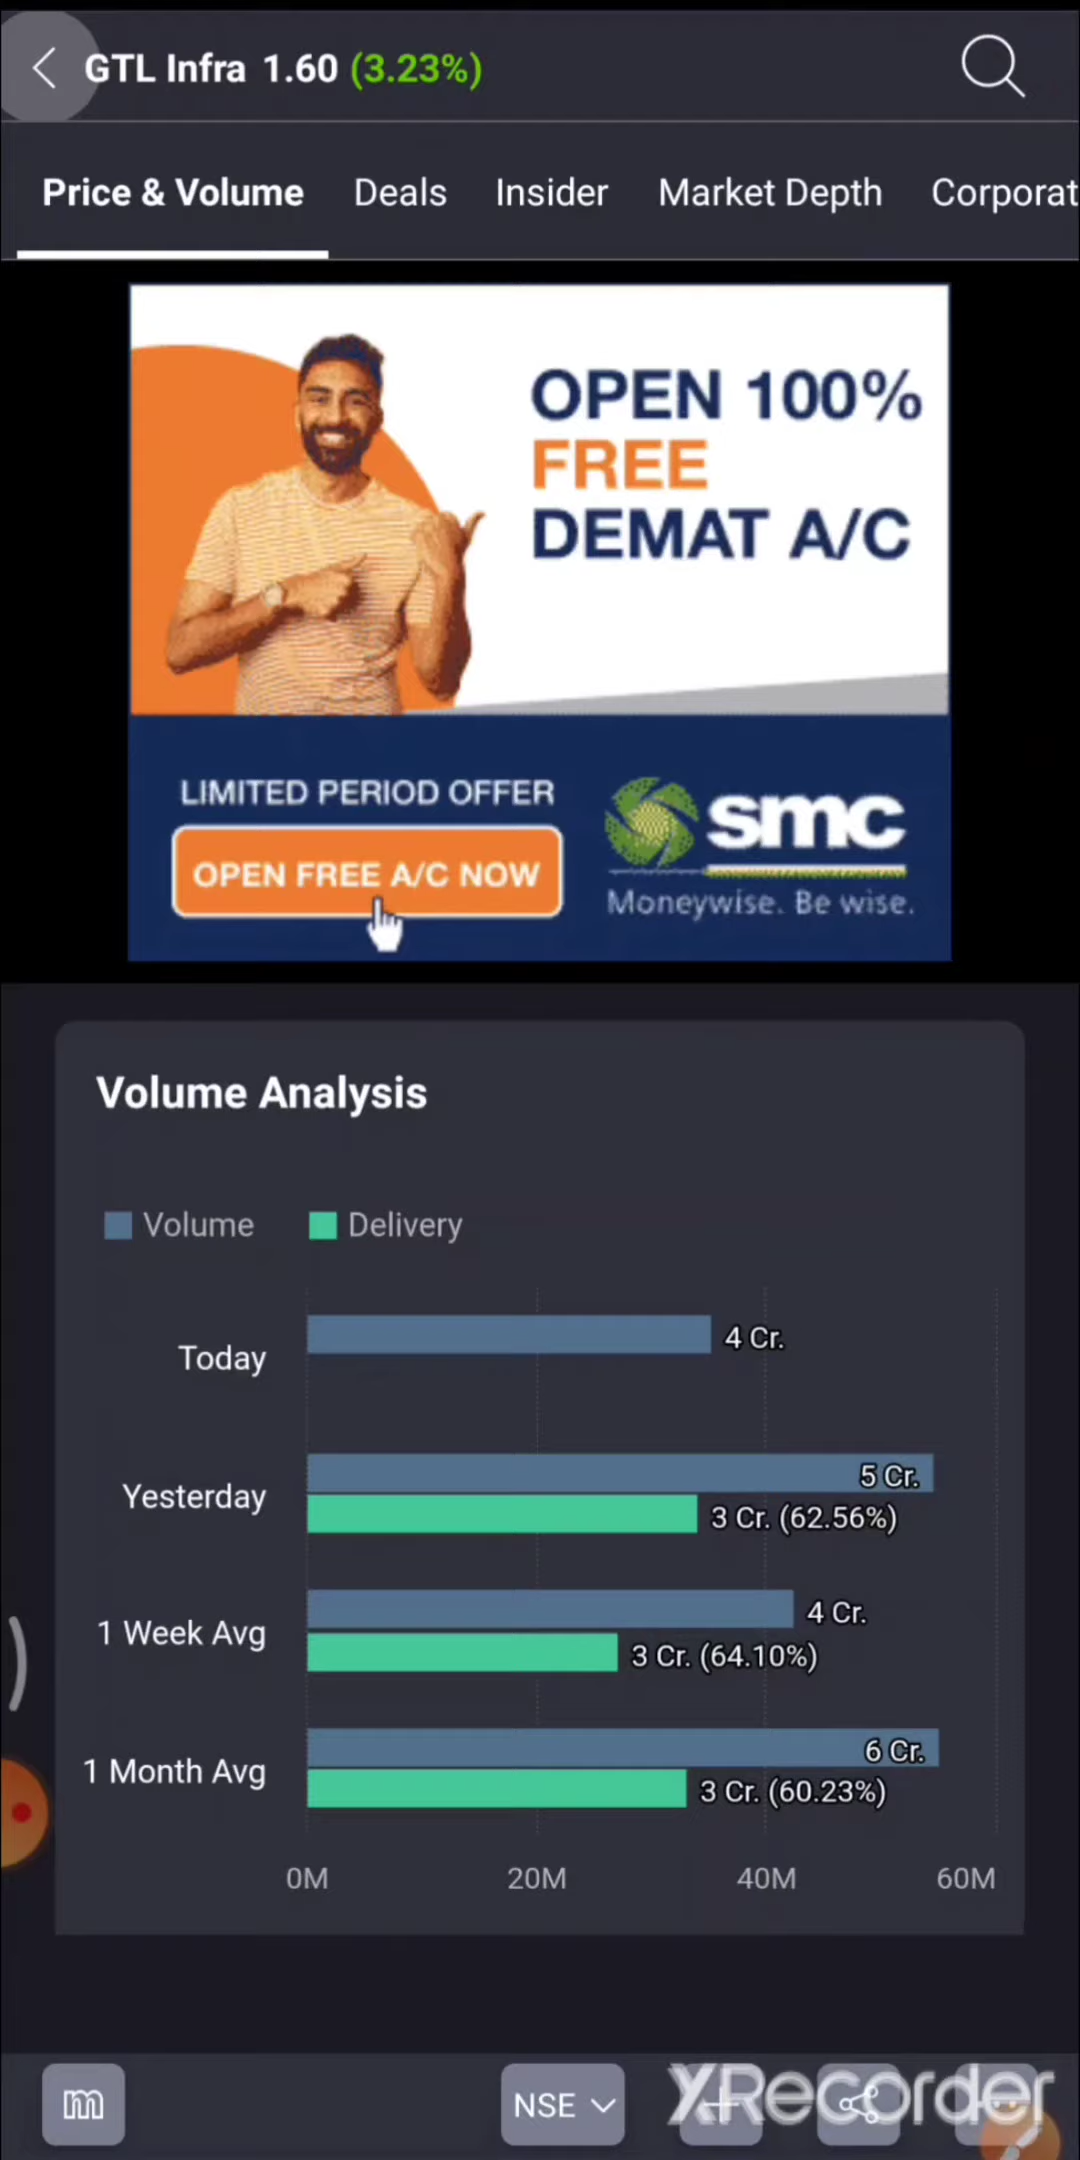 GTL Infra 1.60 (3.23%)
Price & Volume Deals Insider Market Depth Corporat
OPEN 100%
FREE
DEMAT A/C
LIMITED PERIOD OFFER
OPEN FREE A/C NOW
smc
Moneywise. Be wise.
Volume Analysis
Volume Delivery
Today 4 Cr.
Yesterday 5 Cr.
3 Cr. (62.56%)
1 Week Avg 4 Cr.
3 Cr. (64.10%)
1 Month Avg 6 Cr.
3 Cr. (60.23%)
0M 20M 40M 60M
m NSE XRecorder